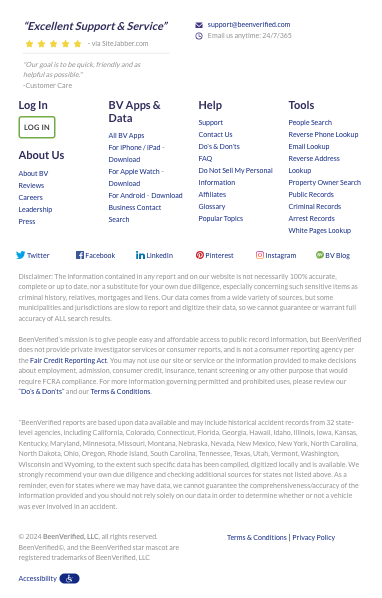 "Excellent Support & Service"
- via SiteJabber.com
"Our goal is to be quick, friendly and as
helpful as possible."
-Customer Care
support@beenverified.com
Email us anytime: 24/7/365
Log In
LOG IN
About Us
About BV
Reviews
Careers
Leadership
Press
BV Apps &
Data
All BV Apps
For iPhone / iPad -
Download
For Apple Watch -
Download
For Android - Download
Business Contact
Search
Help
Support
Contact Us
Do's & Don'ts
FAQ
Do Not Sell My Personal
Information
Affiliates
Glossary
Popular Topics
Tools
People Search
Reverse Phone Lookup
Email Lookup
Reverse Address
Lookup
Property Owner Search
Public Records
Criminal Records
Arrest Records
White Pages Lookup
Twitter
Facebook
LinkedIn
Pinterest
Instagram
BV Blog
Disclaimer: The information contained in any report and on our website is not necessarily 100% accurate,
complete or up to date, nor a substitute for your own due diligence, especially concerning such sensitive items as
criminal history, relatives, mortgages and liens. Our data comes from a wide variety of sources, but some
municipalities and jurisdictions are slow to report and digitize their data, so we cannot guarantee or warrant full
accuracy of ALL search results.
BeenVerified's mission is to give people easy and affordable access to public record information, but BeenVerified
does not provide private investigator services or consumer reports, and is not a consumer reporting agency per
the Fair Credit Reporting Act. You may not use our site or service or the information provided to make decisions
about employment, admission, consumer credit, insurance, tenant screening or any other purpose that would
require FCRA compliance. For more information governing permitted and prohibited uses, please review our
"Do's & Don'ts" and our Terms & Conditions.
*BeenVerified reports are based upon data available and may include historical accident records from 32 state-
level agencies, including California, Colorado, Connecticut, Florida, Georgia, Hawaii, Idaho, Illinois, Iowa, Kansas,
Kentucky, Maryland, Minnesota, Missouri, Montana, Nebraska, Nevada, New Mexico, New York, North Carolina,
North Dakota, Ohio, Oregon, Rhode Island, South Carolina, Tennessee, Texas, Utah, Vermont, Washington,
Wisconsin and Wyoming, to the extent such specific data has been compiled, digitized locally and is available. We
strongly recommend your own due diligence and checking additional sources for states not listed above. As a
reminder, even for states where we may have data, we cannot guarantee the comprehensiveness/accuracy of the
information provided and you should not rely solely on our data in order to determine whether or not a vehicle
was ever involved in an accident.
© 2024 BeenVerified, LLC. all rights reserved.
BeenVerified©, and the BeenVerified star mascot are
registered trademarks of BeenVerified, LLC
Terms & Conditions | Privacy Policy
Accessibility